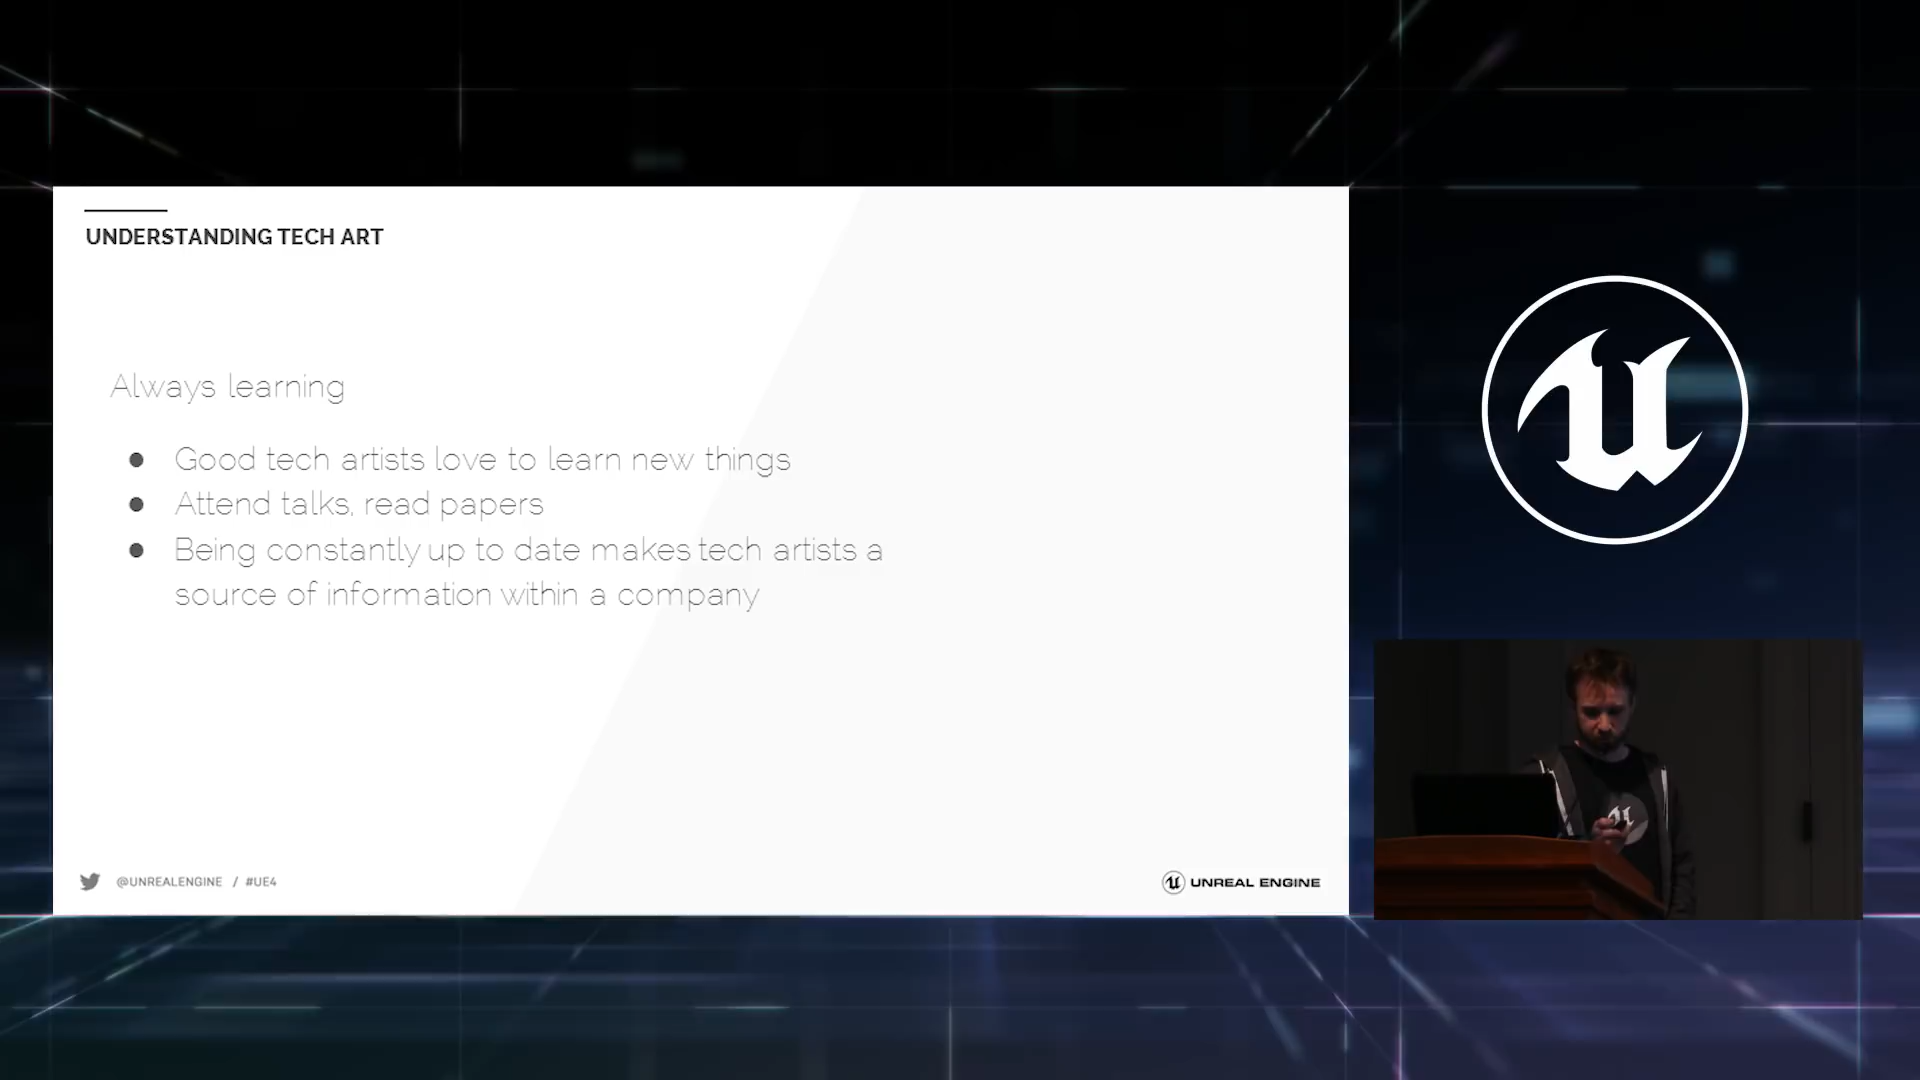 UNDERSTANDING TECH ART
Always learning
● Good tech artists love to learn new things
● Attend talks, read papers
● Being constantly up to date makes tech artists a
source of information within a company
@UNREALENGINE / #UE4
UNREAL ENGINE